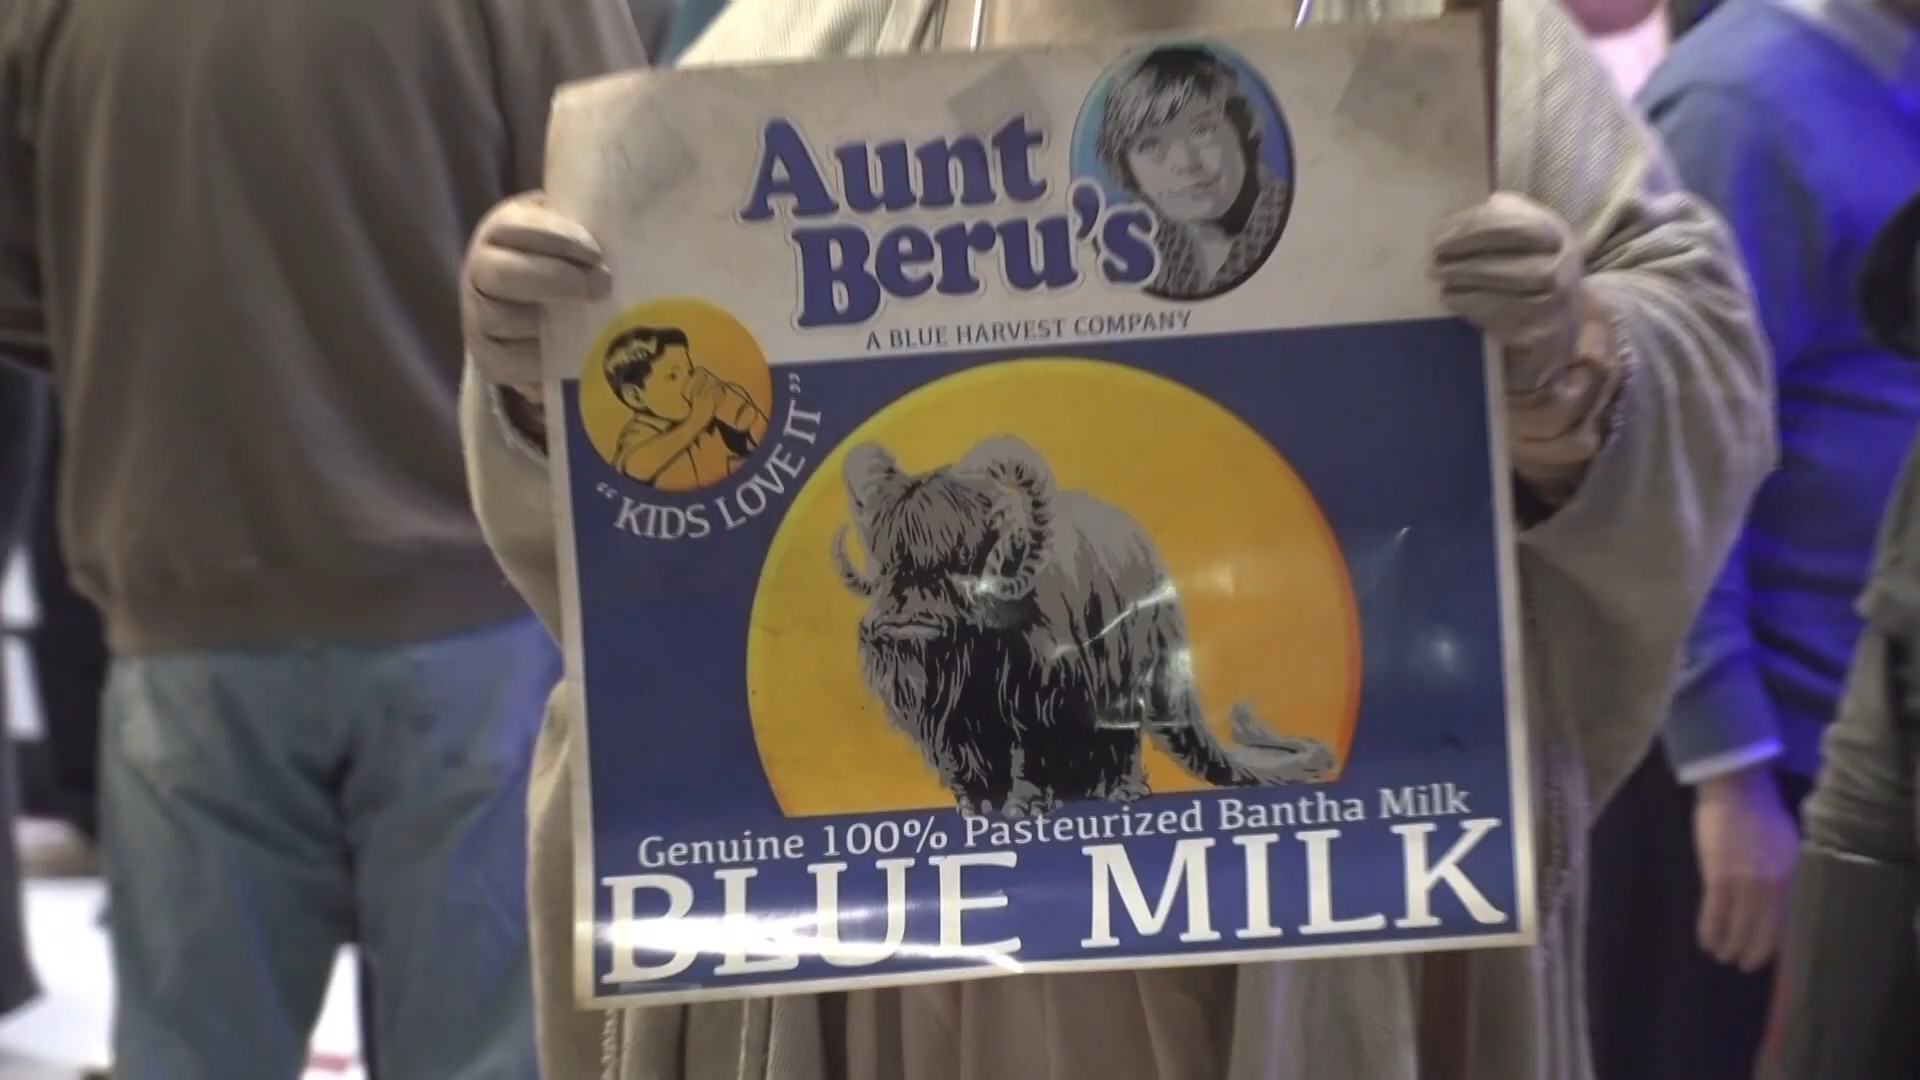 Aunt
Beru's
A BLUE HARVEST COMPANY
“KIDS LOVE IT”
Genuine 100% Pasteurized Bantha Milk
BLUE MILK